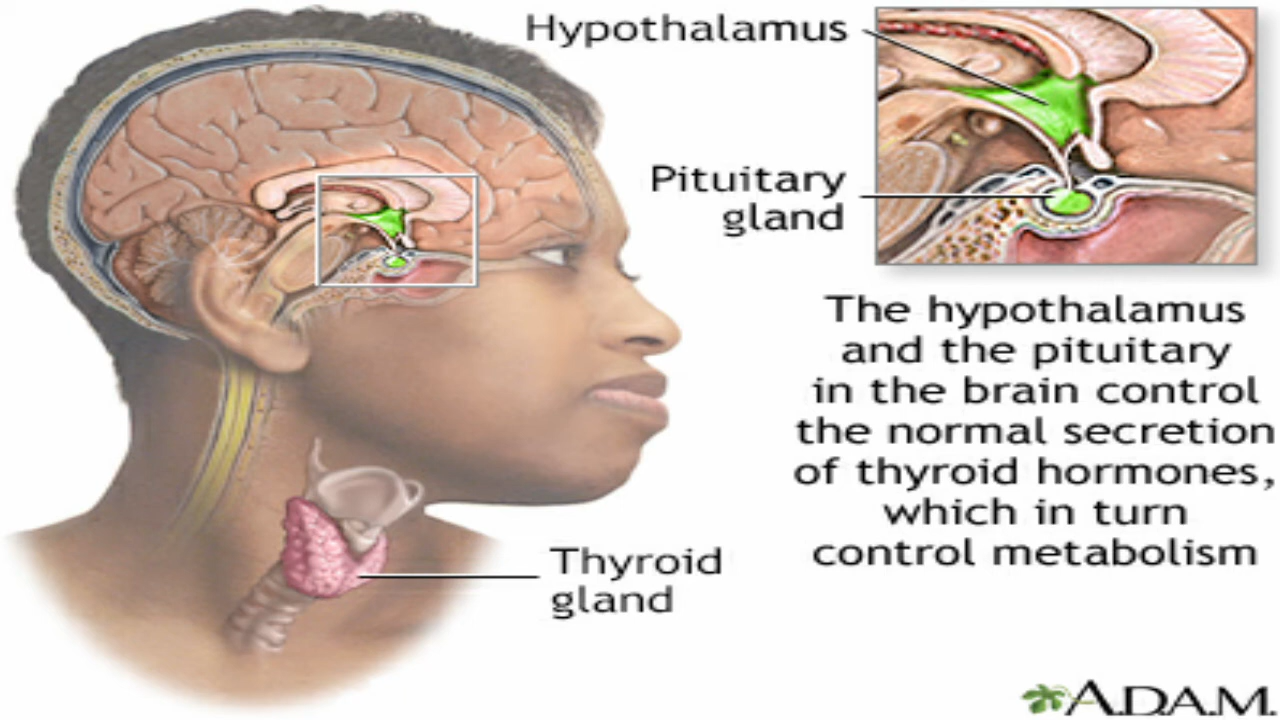 Hypothalamus
Pituitary
gland
The hypothalamus
and the pituitary
in the brain control
the normal secretion
of thyroid hormones,
which in turn
control metabolism
Thyroid
gland
A.D.A.M.